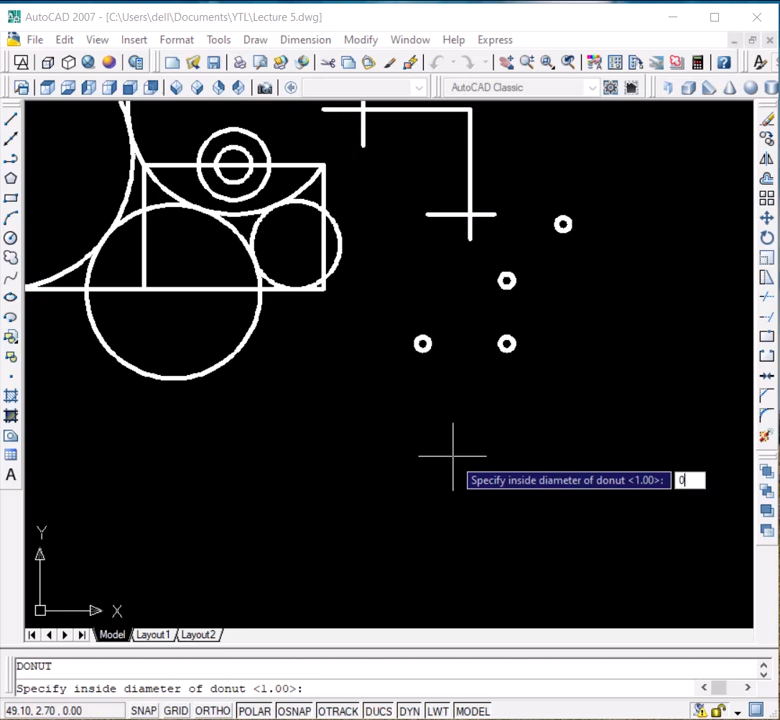 AutoCAD 2007 - [C:\Users\dell\Documents\YTL\Lecture 5.dwg]
File Edit View Insert Format Tools Draw Dimension Modify Window Help Express
AutoCAD Classic
Specify inside diameter of donut <1.00>: 0
A
Y
X
Model Layout1 Layout2
DONUT
Specify inside diameter of donut <1.00>:
49.10, 2.70 , 0.00 SNAP GRID ORTHO POLAR OSNAP OTRACK DUCS DYN LWT MODEL